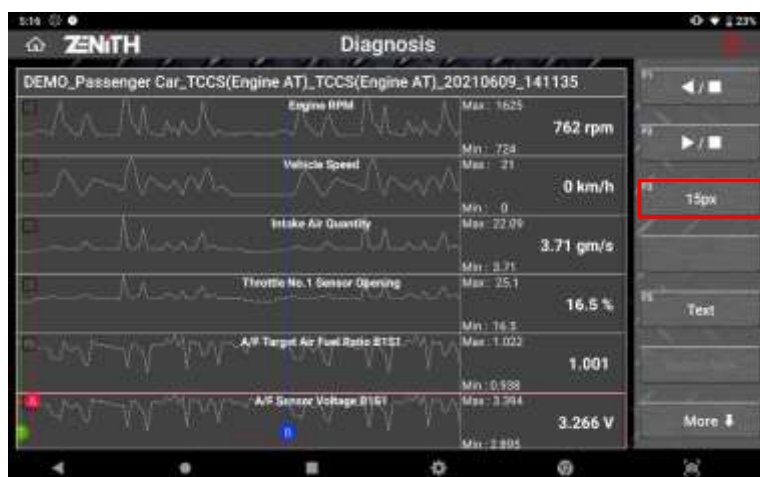 5:16
23%
ZENITH
Diagnosis
DEMO_Passenger Car_TCCS(Engine AT)_TCCS(Engine AT)_20210609_141135
Engine RPM
Max: 1625
762 rpm
Min: 724
Vehicle Speed
Max: 21
0 km/h
Min: 0
Intake Air Quantity
Max: 22.09
3.71 gm/s
Min: 3.71
Throttle No.1 Sensor Opening
Max: 25.1
16.5 %
Min: 16.5
A/F Target Air Fuel Ratio B1S1
Max: 1.022
1.001
Min: 0.938
A/F Sensor Voltage B1S1
Max: 3.394
3.266 V
Min: 2.895
A
B
15px
Text
More